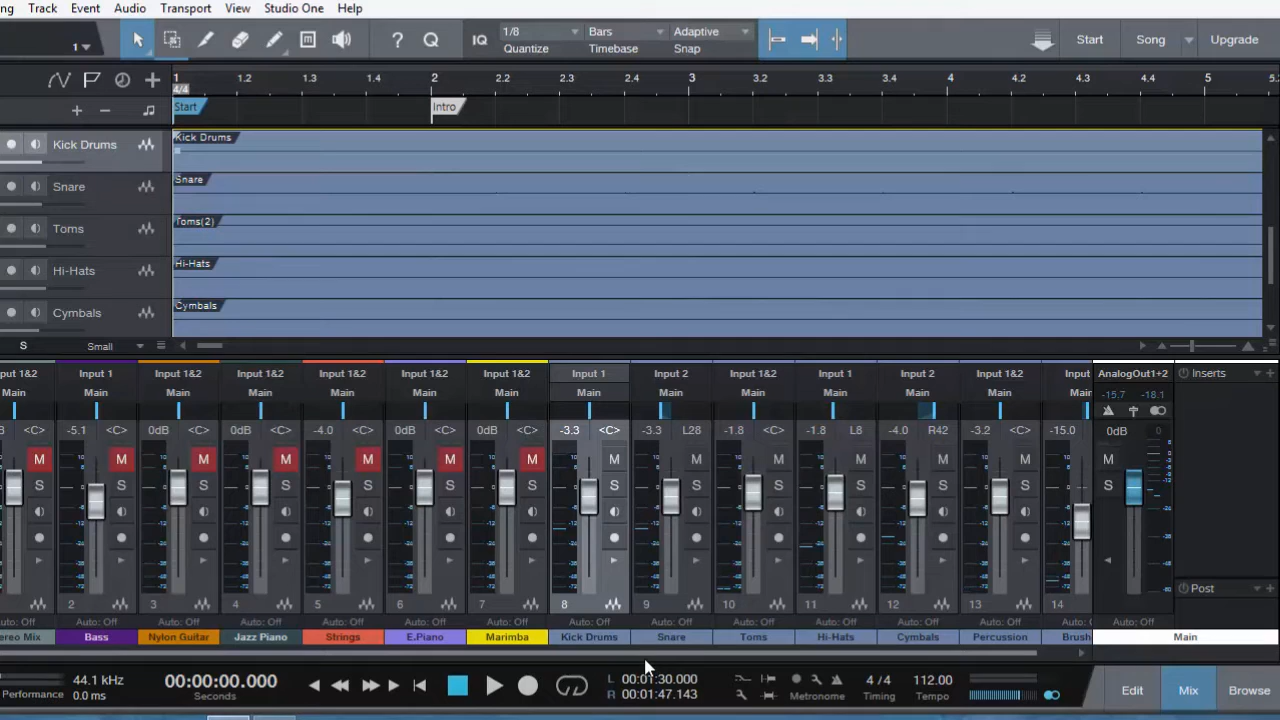 ng Track Event Audio Transport View Studio One Help
1 ? Q IQ 1/8 Bars Adaptive Start Song Upgrade
Quantize Timebase Snap
1 1.2 1.3 1.4 2 2.2 2.3 2.4 3 3.2 3.3 3.4 4 4.2 4.3 4.4 5 5.
4/4
Start Intro
Kick Drums Kick Drums
Snare Snare
Toms Toms(2)
Hi-Hats Hi-Hats
Cymbals Cymbals
S Small
Input 1&2 Input 1 Input 1&2 Input 1&2 Input 1&2 Input 1&2 Input 1&2 Input 1 Input 2 Input 1&2 Input 1 Input 2 Input 1&2 Input AnalogOut1+2 Inserts
Main Main Main Main Main Main Main Main Main Main Main Main Main Main -15.7 -18.1
<C> -5.1 <C> 0dB <C> 0dB <C> -4.0 <C> 0dB <C> 0dB <C> -3.3 <C> -3.3 L28 -1.8 <C> -1.8 L8 -4.0 R42 -3.2 <C> -15.0 0dB 0
M M M M M M M M M M M M M M
S S S S S S S S S S S S S S
2 3 4 5 6 7 8 9 10 11 12 13 14 Post
Auto: Off Auto: Off Auto: Off Auto: Off Auto: Off Auto: Off Auto: Off Auto: Off Auto: Off Auto: Off Auto: Off Auto: Off Auto: Off Auto: Off
ereo Mix Bass Nylon Guitar Jazz Piano Strings E.Piano Marimba Kick Drums Snare Toms Hi-Hats Cymbals Percussion Brush Main
44.1 kHz 00:00:00.000 L 00:01:30.000 4 / 4 112.00 Edit Mix Browse
Performance 0.0 ms Seconds R 00:01:47.143 Metronome Timing Tempo